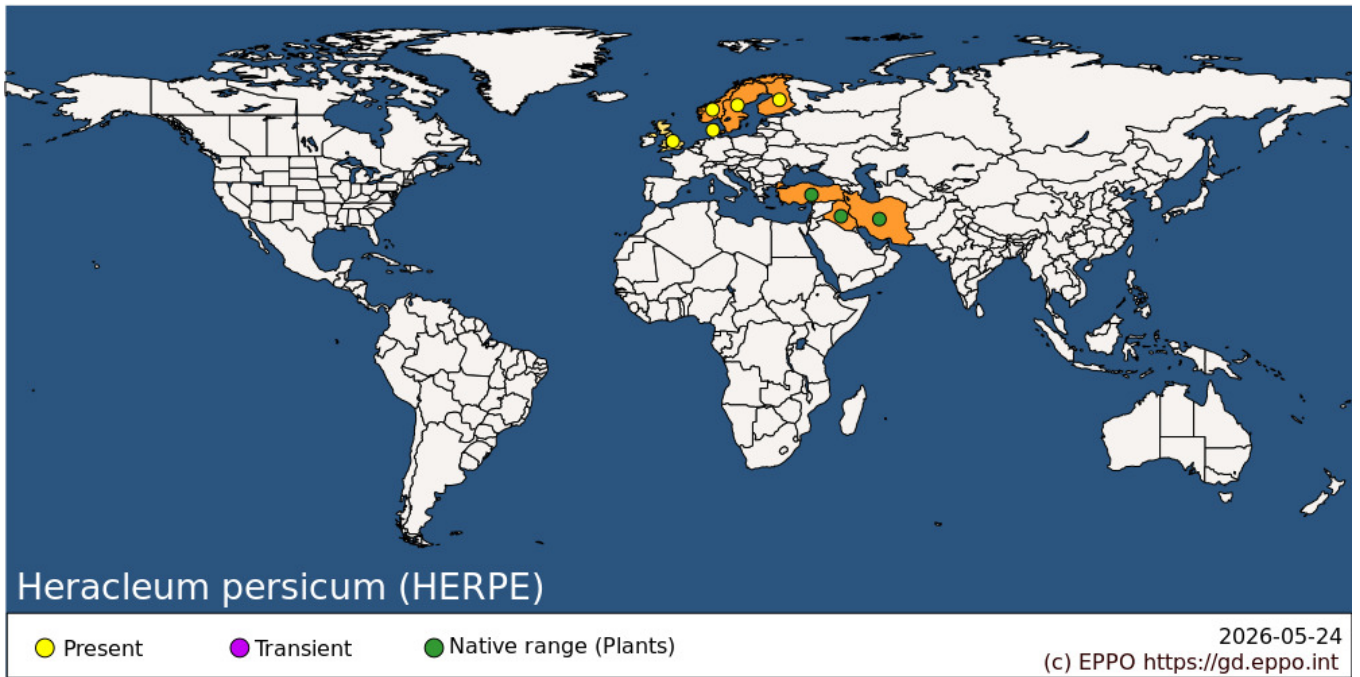 Heracleum persicum (HERPE)
Present
Transient
Native range (Plants)
2026-05-24
(c) EPPO https://gd.eppo.int